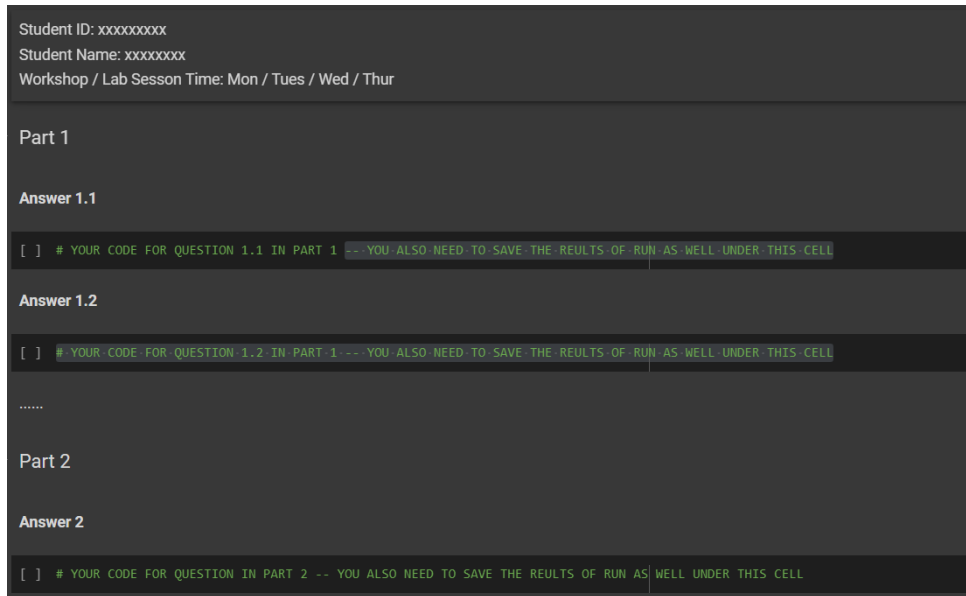 Student ID: xxxxxxxxx
Student Name: xxxxxxxx
Workshop / Lab Sesson Time: Mon / Tues / Wed / Thur
Part 1
Answer 1.1
[ ] # YOUR CODE FOR QUESTION 1.1 IN PART 1 -- YOU ALSO NEED TO SAVE THE REULTS OF RUN AS WELL UNDER THIS CELL
Answer 1.2
[ ] # YOUR CODE FOR QUESTION 1.2 IN PART 1 -- YOU ALSO NEED TO SAVE THE REULTS OF RUN AS WELL UNDER THIS CELL
......
Part 2
Answer 2
[ ] # YOUR CODE FOR QUESTION IN PART 2 -- YOU ALSO NEED TO SAVE THE REULTS OF RUN AS WELL UNDER THIS CELL